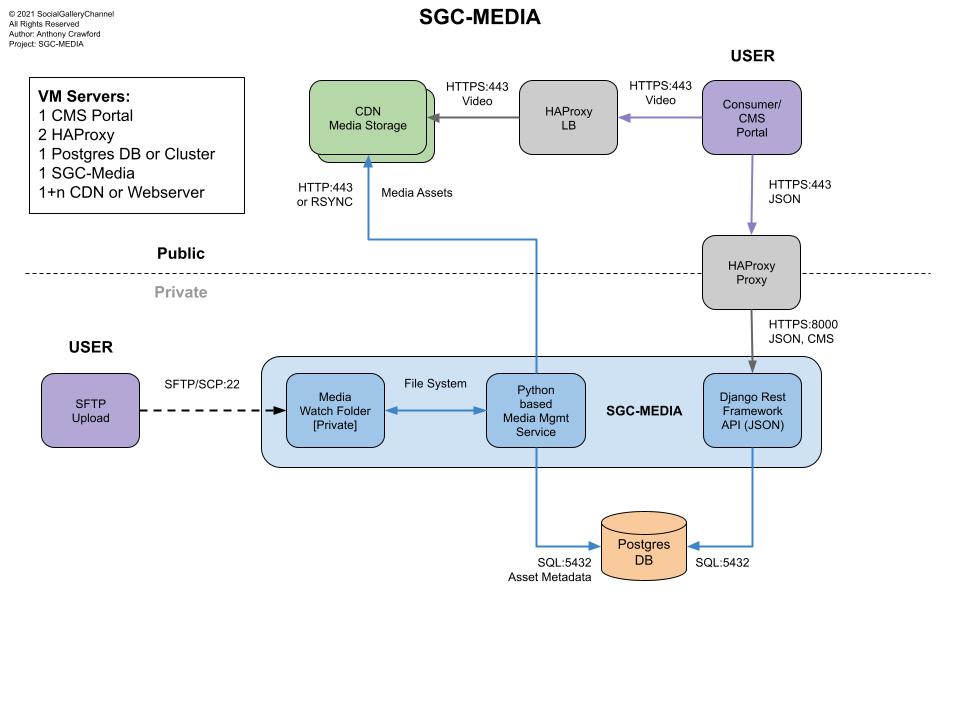 © 2021 SocialGalleryChannel
All Rights Reserved
Author: Anthony Crawford
Project: SGC-MEDIA
SGC-MEDIA
VM Servers:
1 CMS Portal
2 HAProxy
1 Postgres DB or Cluster
1 SGC-Media
1+n CDN or Webserver
USER
CDN
Media Storage
HTTPS:443
Video
HAProxy
LB
HTTPS:443
Video
Consumer/
CMS
Portal
HTTP:443
or RSYNC
Media Assets
HTTPS:443
JSON
Public
Private
HAProxy
Proxy
HTTPS:8000
JSON, CMS
USER
SFTP
Upload
SFTP/SCP:22
Media
Watch Folder
[Private]
File System
Python
based
Media Mgmt
Service
SGC-MEDIA
Django Rest
Framework
API (JSON)
SQL:5432
Asset Metadata
Postgres
DB
SQL:5432